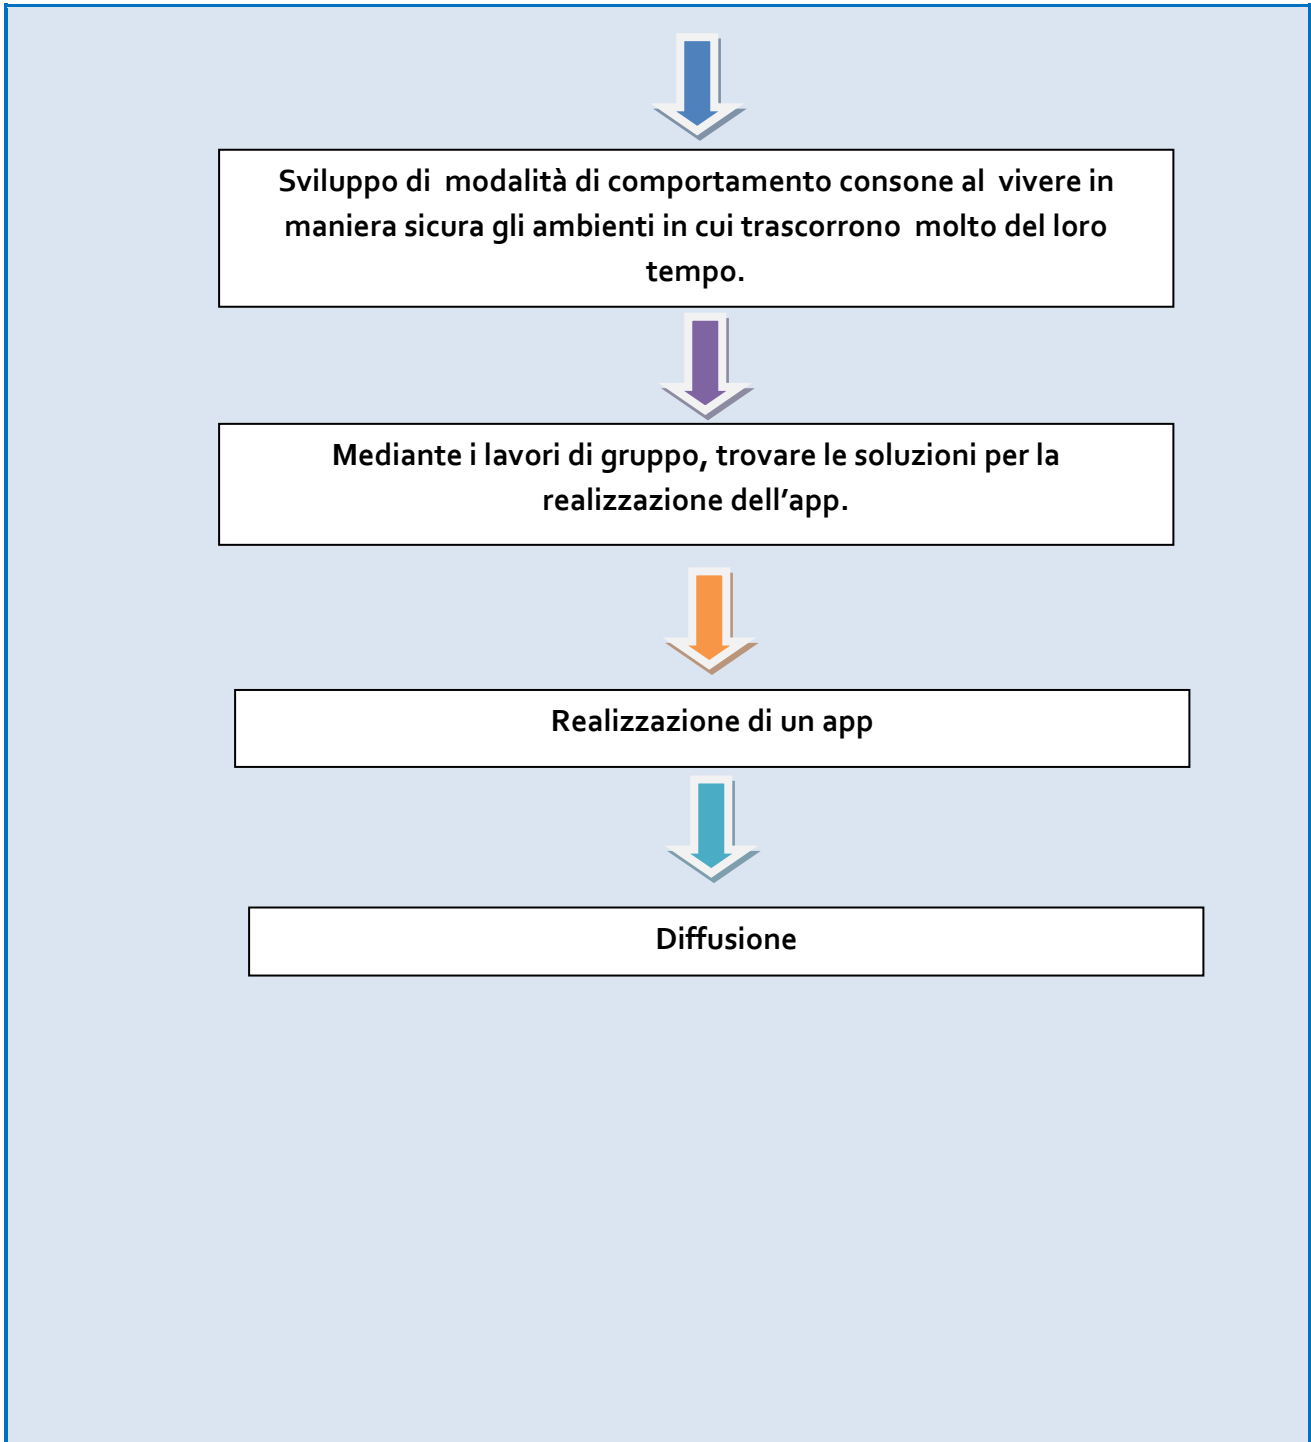 Sviluppo di modalità di comportamento consone al vivere in
maniera sicura gli ambienti in cui trascorrono molto del loro
tempo.
Mediante i lavori di gruppo, trovare le soluzioni per la
realizzazione dell’app.
Realizzazione di un app
Diffusione